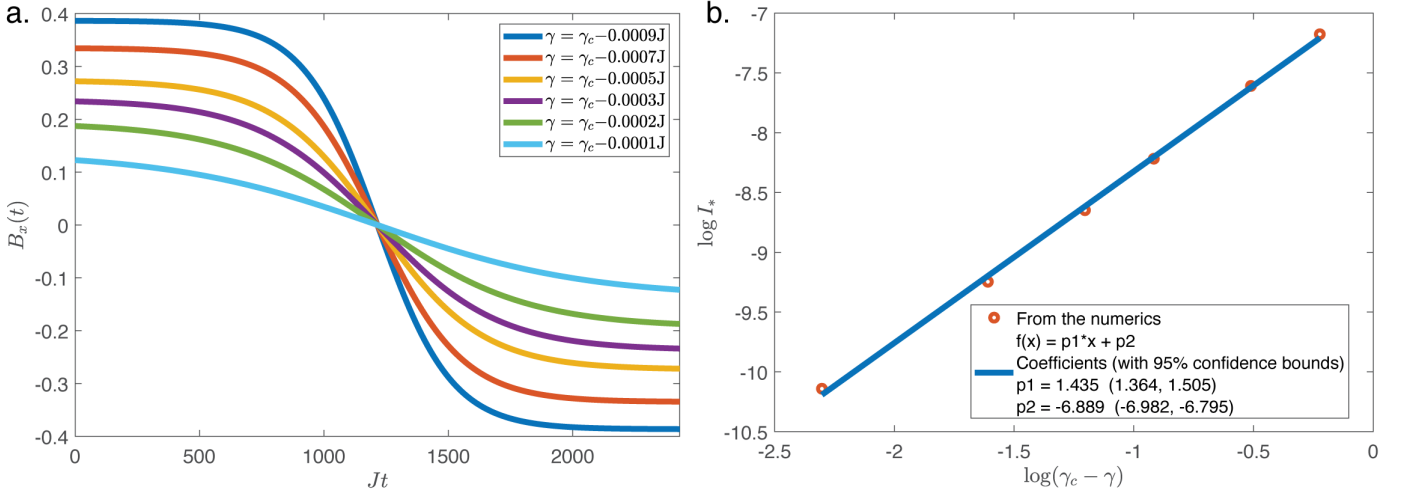 a.
0.4
0.3
0.2
0.1
0
-0.1
-0.2
-0.3
-0.4
B_x(t)
0
500
1000
1500
2000
Jt
γ = γ_c−0.0009J
γ = γ_c−0.0007J
γ = γ_c−0.0005J
γ = γ_c−0.0003J
γ = γ_c−0.0002J
γ = γ_c−0.0001J
b.
-7
-7.5
-8
-8.5
-9
-9.5
-10
-10.5
log I_*
-2.5
-2
-1.5
-1
-0.5
0
log(γ_c − γ)
From the numerics
f(x) = p1*x + p2
Coefficients (with 95% confidence bounds)
p1 = 1.435 (1.364, 1.505)
p2 = -6.889 (-6.982, -6.795)